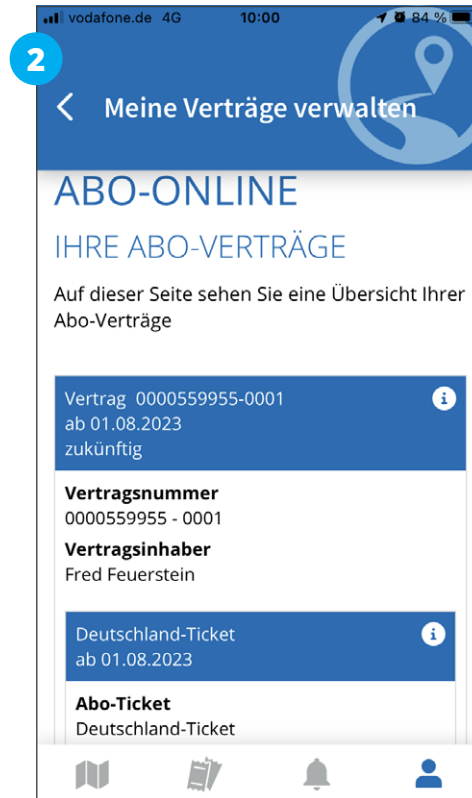 vodafone.de 4G 10:00 84 %
2
Meine Verträge verwalten
ABO-ONLINE
IHRE ABO-VERTRÄGE
Auf dieser Seite sehen Sie eine Übersicht Ihrer
Abo-Verträge
Vertrag 0000559955-0001
ab 01.08.2023
zukünftig
Vertragsnummer
0000559955 - 0001
Vertragsinhaber
Fred Feuerstein
Deutschland-Ticket
ab 01.08.2023
Abo-Ticket
Deutschland-Ticket